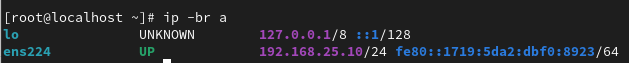 [root@localhost ~]# ip -br a
lo UNKNOWN 127.0.0.1/8 ::1/128
ens224 UP 192.168.25.10/24 fe80::1719:5da2:dbf0:8923/64